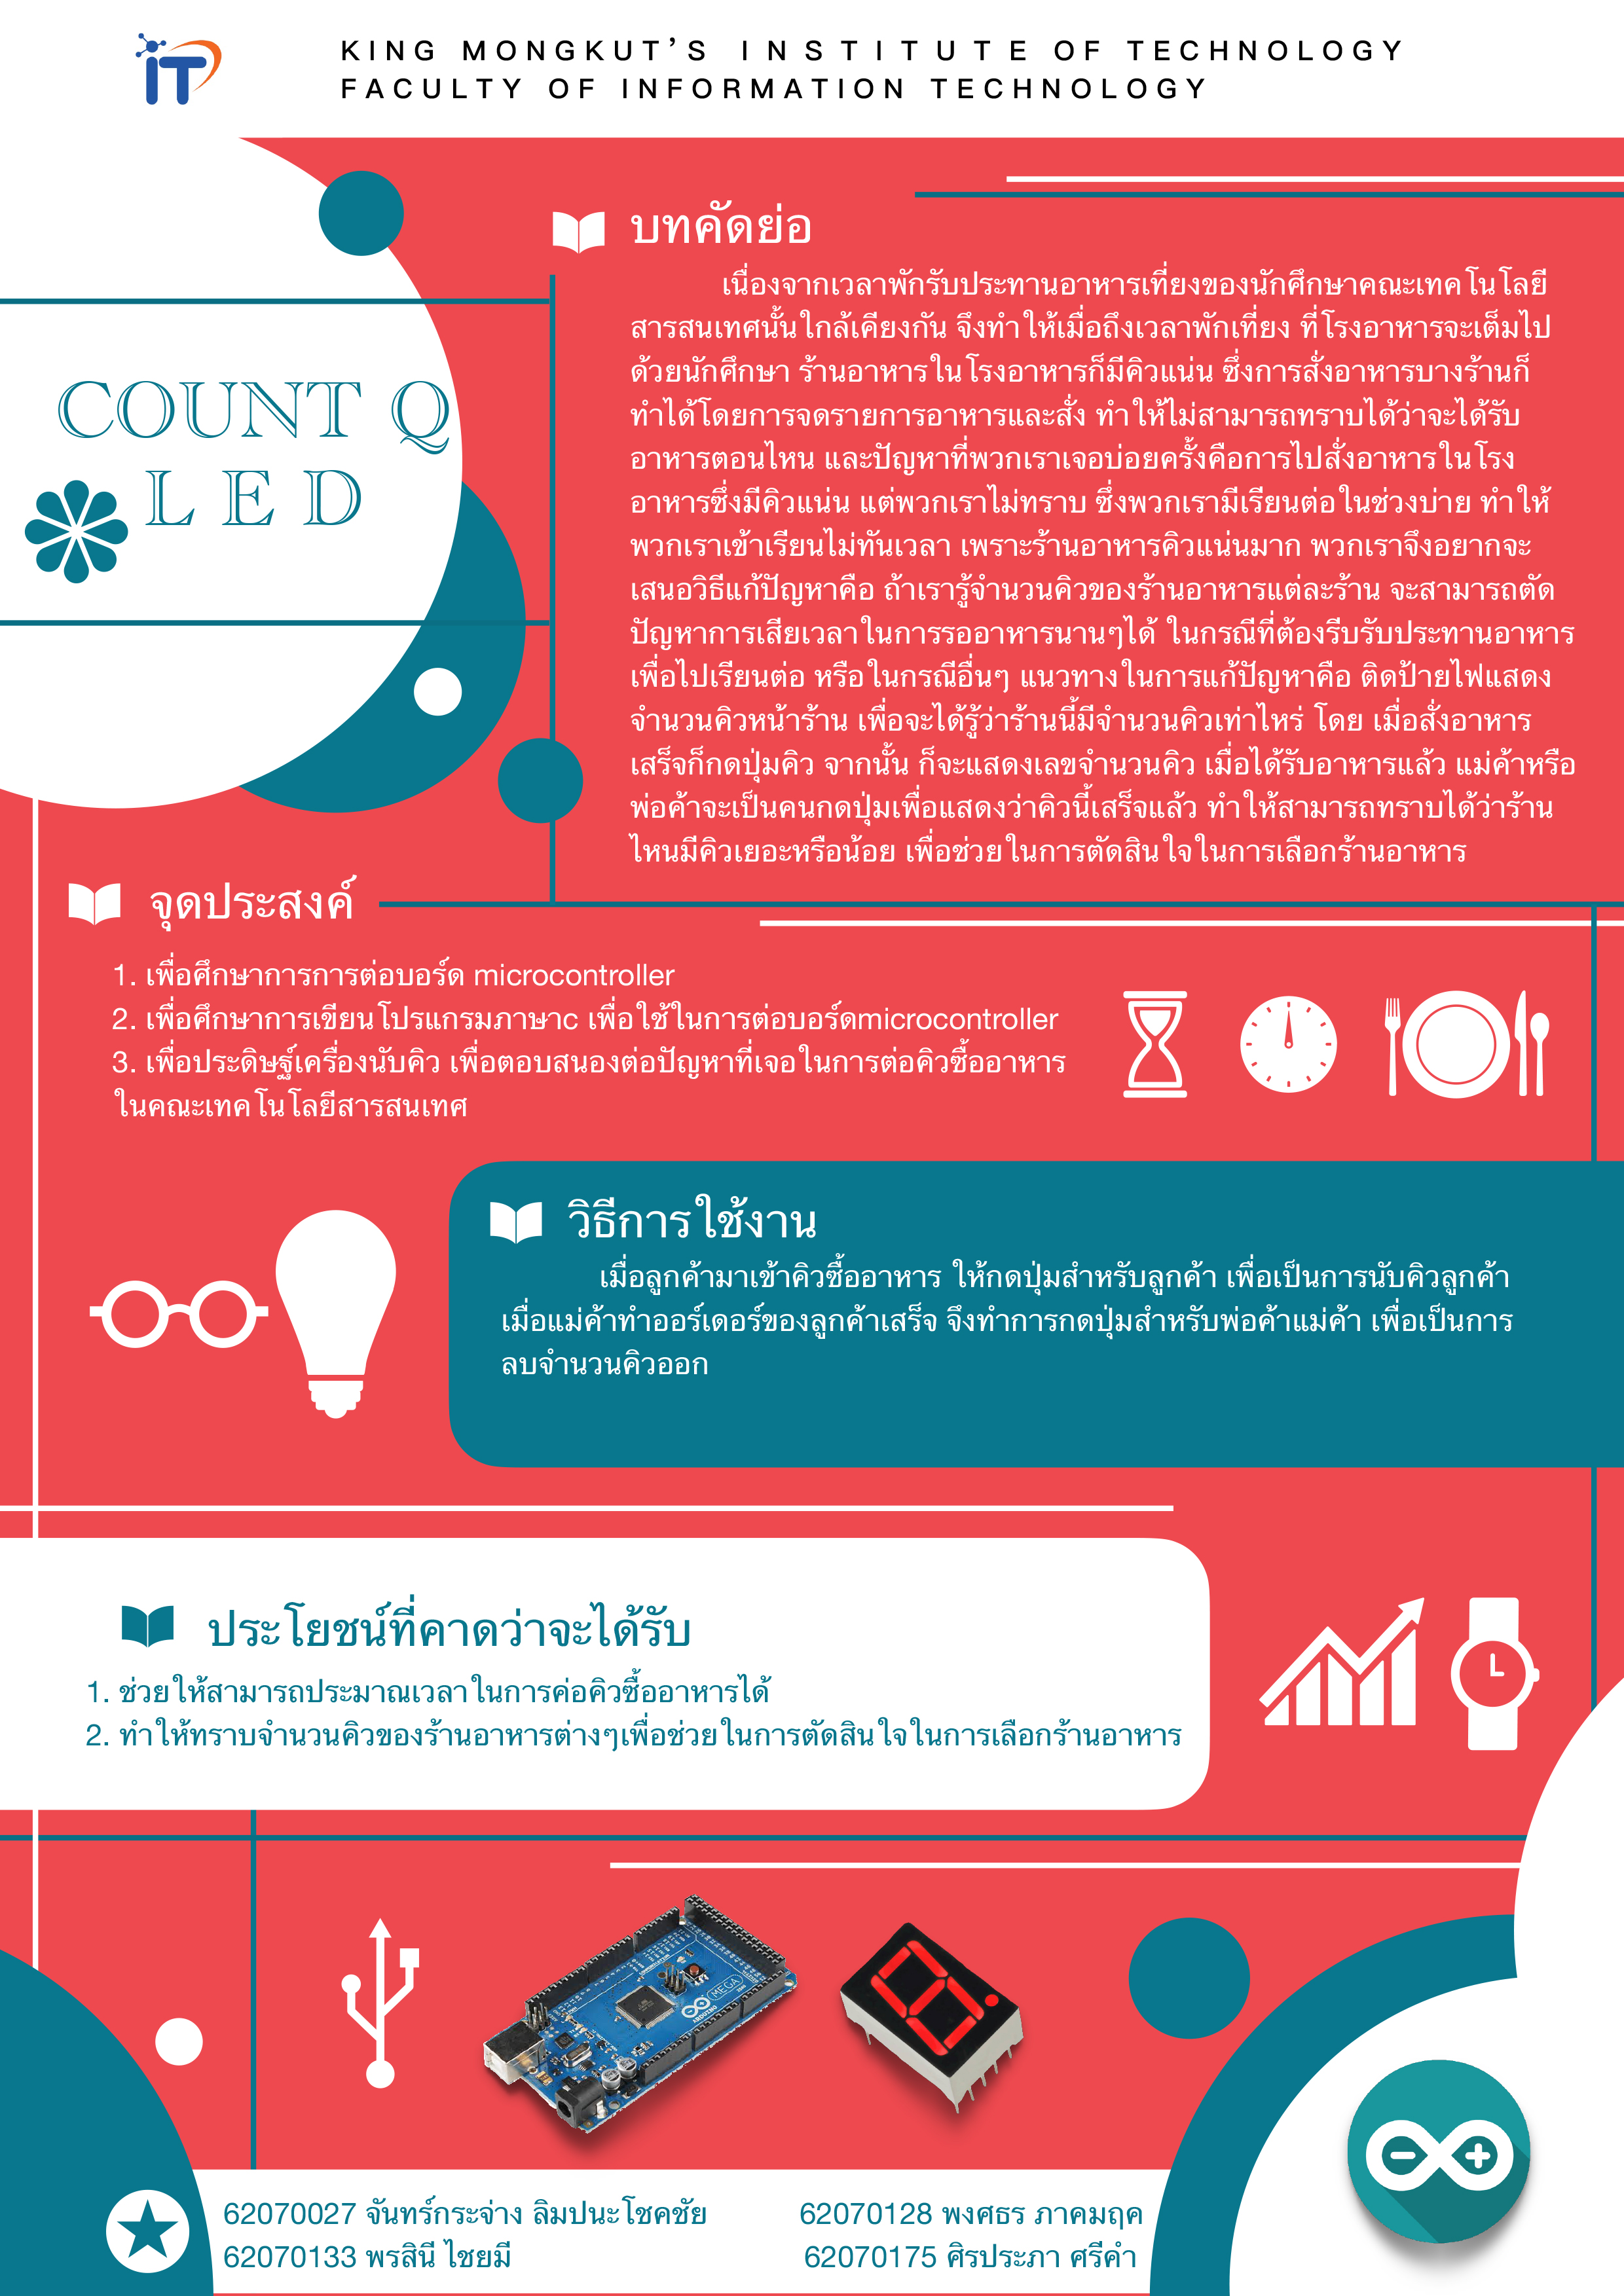 iT
KING MONGKUT'S INSTITUTE OF TECHNOLOGY
FACULTY OF INFORMATION TECHNOLOGY
COUNT Q
LED
บทคัดย่อ
เนื่องจากเวลาพักรับประทานอาหารเที่ยงของนักศึกษาคณะเทคโนโลยี
สารสนเทศนั้นใกล้เคียงกัน จึงทำให้เมื่อถึงเวลาพักเที่ยง ที่โรงอาหารจะเต็มไป
ด้วยนักศึกษา ร้านอาหารในโรงอาหารก็มีคิวแน่น ซึ่งการสั่งอาหารบางร้านก็
ทำได้โดยการจดรายการอาหารและสั่ง ทำให้ไม่สามารถทราบได้ว่าจะได้รับ
อาหารตอนไหน และปัญหาที่พวกเราเจอบ่อยครั้งคือการไปสั่งอาหารในโรง
อาหารซึ่งมีคิวแน่น แต่พวกเราไม่ทราบ ซึ่งพวกเรามีเรียนต่อในช่วงบ่าย ทำให้
พวกเราเข้าเรียนไม่ทันเวลา เพราะร้านอาหารคิวแน่นมาก พวกเราจึงอยากจะ
เสนอวิธีแก้ปัญหาคือ ถ้าเรารู้จำนวนคิวของร้านอาหารแต่ละร้าน จะสามารถตัด
ปัญหาการเสียเวลาในการรออาหารนานๆได้ ในกรณีที่ต้องรีบรับประทานอาหาร
เพื่อไปเรียนต่อ หรือในกรณีอื่นๆ แนวทางในการแก้ปัญหาคือ ติดป้ายไฟแสดง
จำนวนคิวหน้าร้าน เพื่อจะได้รู้ว่าร้านนี้มีจำนวนคิวเท่าไหร่ โดย เมื่อสั่งอาหาร
เสร็จก็กดปุ่มคิว จากนั้น ก็จะแสดงเลขจำนวนคิว เมื่อได้รับอาหารแล้ว แม่ค้าหรือ
พ่อค้าจะเป็นคนกดปุ่มเพื่อแสดงว่าคิวนี้เสร็จแล้ว ทำให้สามารถทราบได้ว่าร้าน
ไหนมีคิวเยอะหรือน้อย เพื่อช่วยในการตัดสินใจในการเลือกร้านอาหาร
จุดประสงค์
1. เพื่อศึกษาการการต่อบอร์ด microcontroller
2. เพื่อศึกษาการเขียนโปรแกรมภาษาc เพื่อใช้ในการต่อบอร์ดmicrocontroller
3. เพื่อประดิษฐ์เครื่องนับคิว เพื่อตอบสนองต่อปัญหาที่เจอในการต่อคิวซื้ออาหาร
ในคณะเทคโนโลยีสารสนเทศ
วิธีการใช้งาน
เมื่อลูกค้ามาเข้าคิวซื้ออาหาร ให้กดปุ่มสำหรับลูกค้า เพื่อเป็นการนับคิวลูกค้า
เมื่อแม่ค้าทำออร์เดอร์ของลูกค้าเสร็จ จึงทำการกดปุ่มสำหรับพ่อค้าแม่ค้า เพื่อเป็นการ
ลบจำนวนคิวออก
ประโยชน์ที่คาดว่าจะได้รับ
1. ช่วยให้สามารถประมาณเวลาในการค่อคิวซื้ออาหารได้
2. ทำให้ทราบจำนวนคิวของร้านอาหารต่างๆเพื่อช่วยในการตัดสินใจในการเลือกร้านอาหาร
MEGA
ARDUINO
62070027 จันทร์กระจ่าง ลิมปนะโชคชัย
62070128 พงศธร ภาคมฤค
62070133 พรสินี ไชยมี
62070175 ศิรประภา ศรีคำ